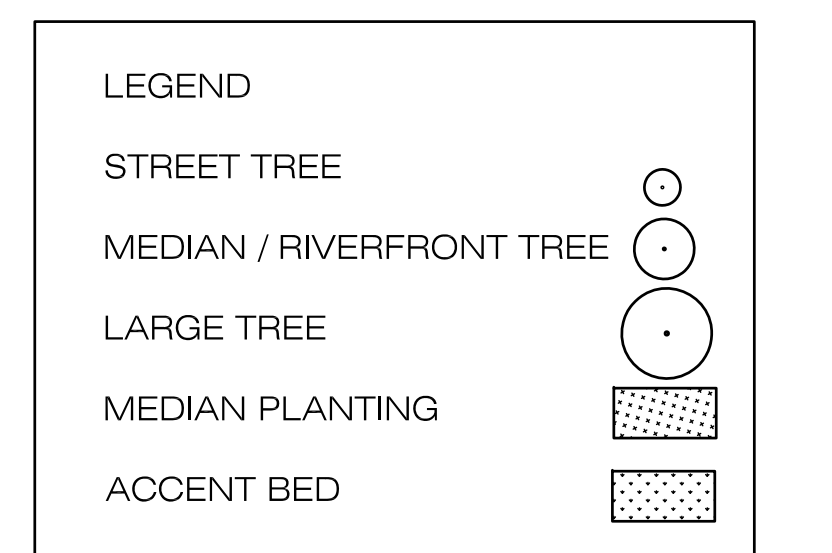 LEGEND
STREET TREE
MEDIAN / RIVERFRONT TREE
LARGE TREE
MEDIAN PLANTING
ACCENT BED